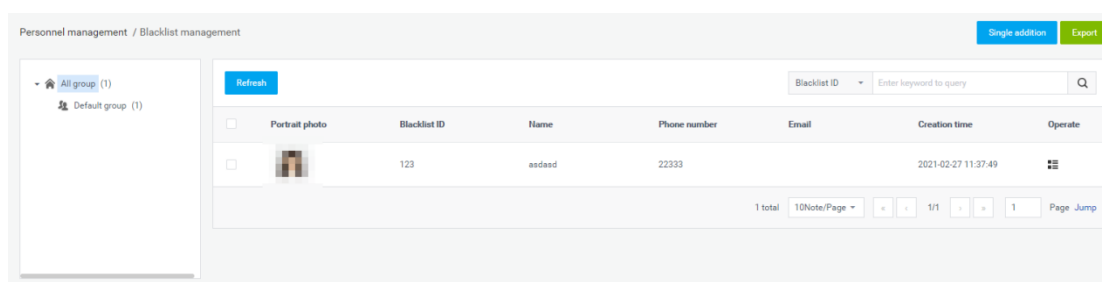 Personnel management / Blacklist management
Single addition
Export
All group (1)
Default group (1)
Refresh
Blacklist ID
Enter keyword to query
Portrait photo Blacklist ID Name Phone number Email Creation time Operate
123 asdasd 22333 2021-02-27 11:37:49
1 total 10Note/Page « ‹ 1/1 › » 1 Page Jump